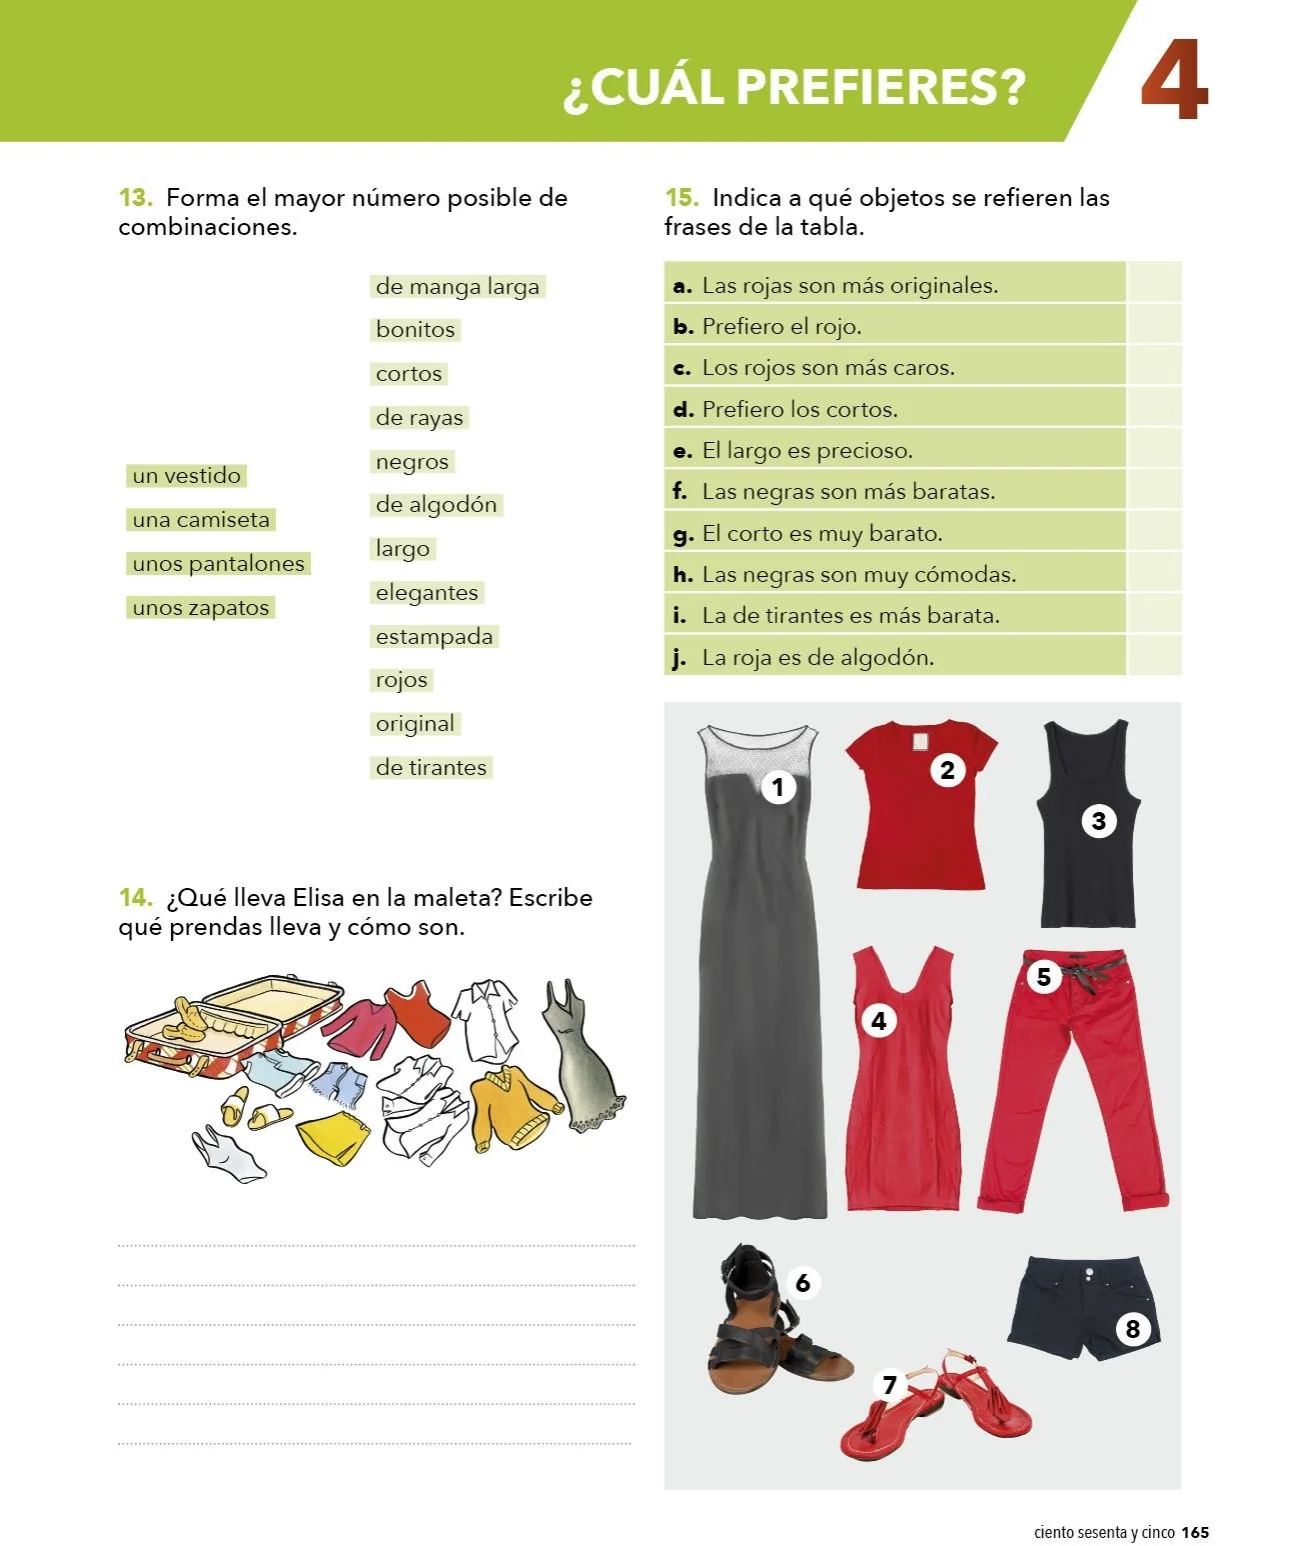 ¿CUÁL PREFIERES?
4
13. Forma el mayor número posible de
combinaciones.
un vestido
una camiseta
unos pantalones
unos zapatos
de manga larga
bonitos
cortos
de rayas
negros
de algodón
largo
elegantes
estampada
rojos
original
de tirantes
14. ¿Qué lleva Elisa en la maleta? Escribe
qué prendas lleva y cómo son.
15. Indica a qué objetos se refieren las
frases de la tabla.
a. Las rojas son más originales.
b. Prefiero el rojo.
c. Los rojos son más caros.
d. Prefiero los cortos.
e. El largo es precioso.
f. Las negras son más baratas.
g. El corto es muy barato.
h. Las negras son muy cómodas.
i. La de tirantes es más barata.
j. La roja es de algodón.
1
2
3
4
5
6
7
8
ciento sesenta y cinco 165